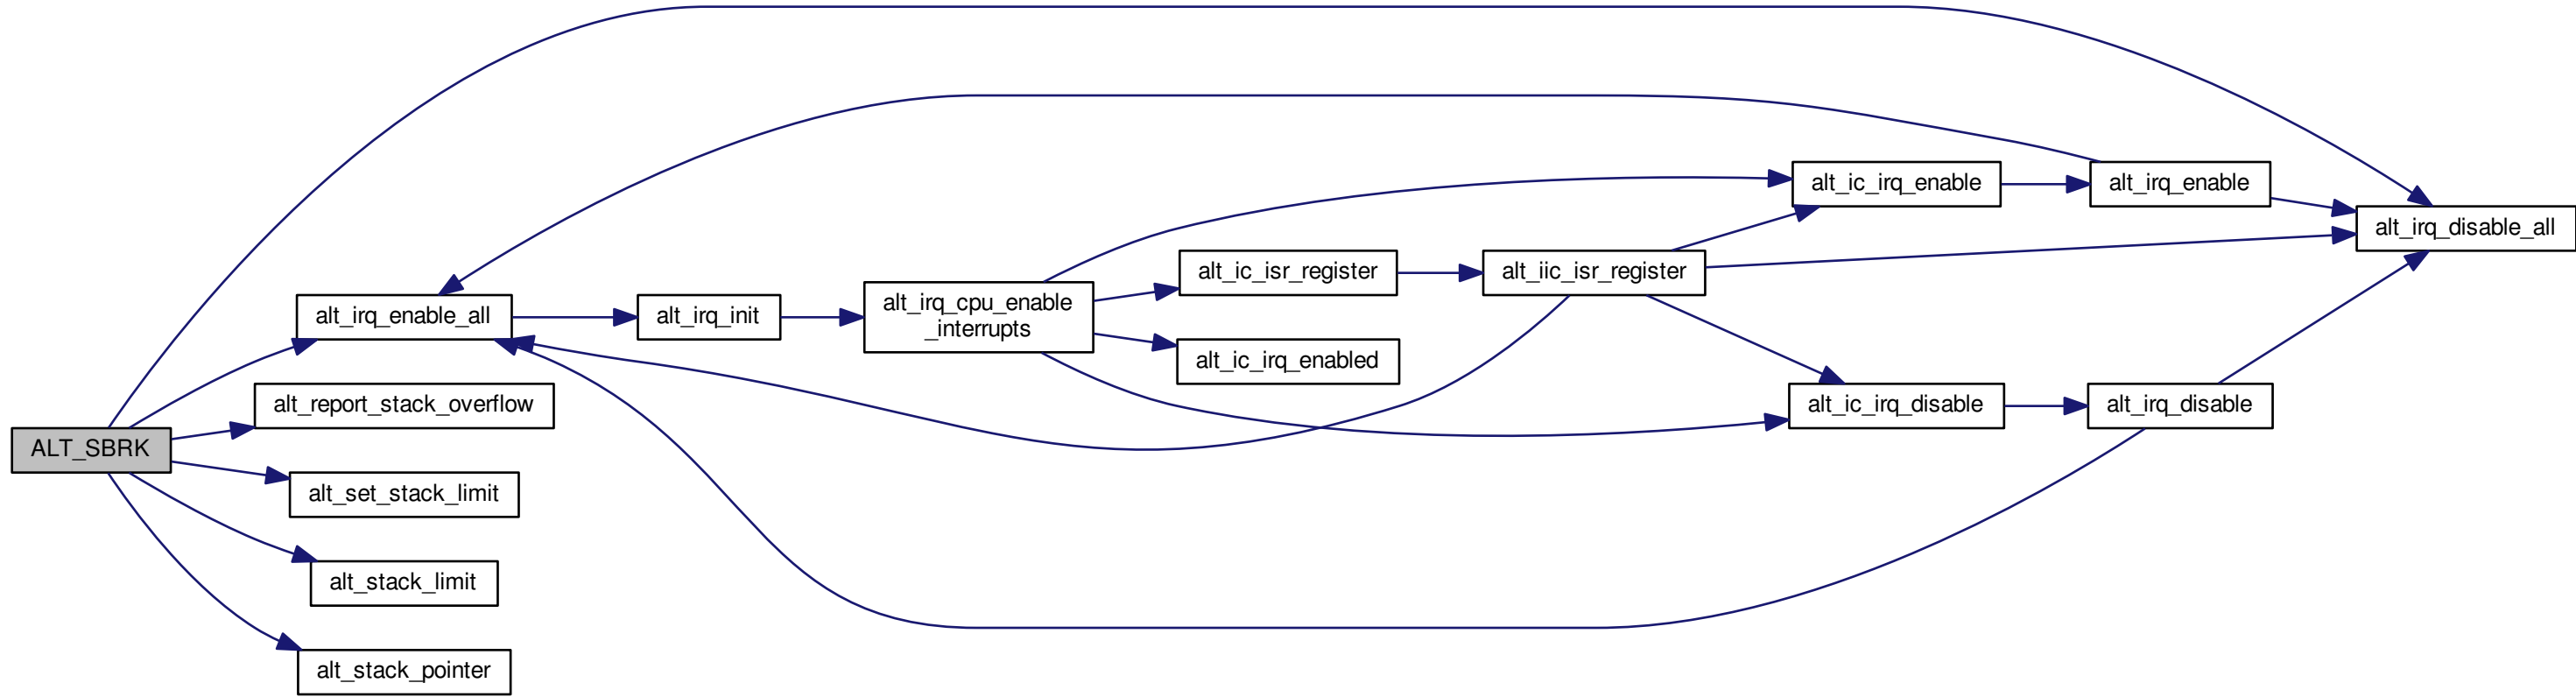 ALT_SBRK
alt_irq_enable_all
alt_report_stack_overflow
alt_set_stack_limit
alt_stack_limit
alt_stack_pointer
alt_irq_init
alt_irq_cpu_enable
_interrupts
alt_ic_isr_register
alt_ic_irq_enabled
alt_iic_isr_register
alt_ic_irq_enable
alt_ic_irq_disable
alt_irq_enable
alt_irq_disable
alt_irq_disable_all